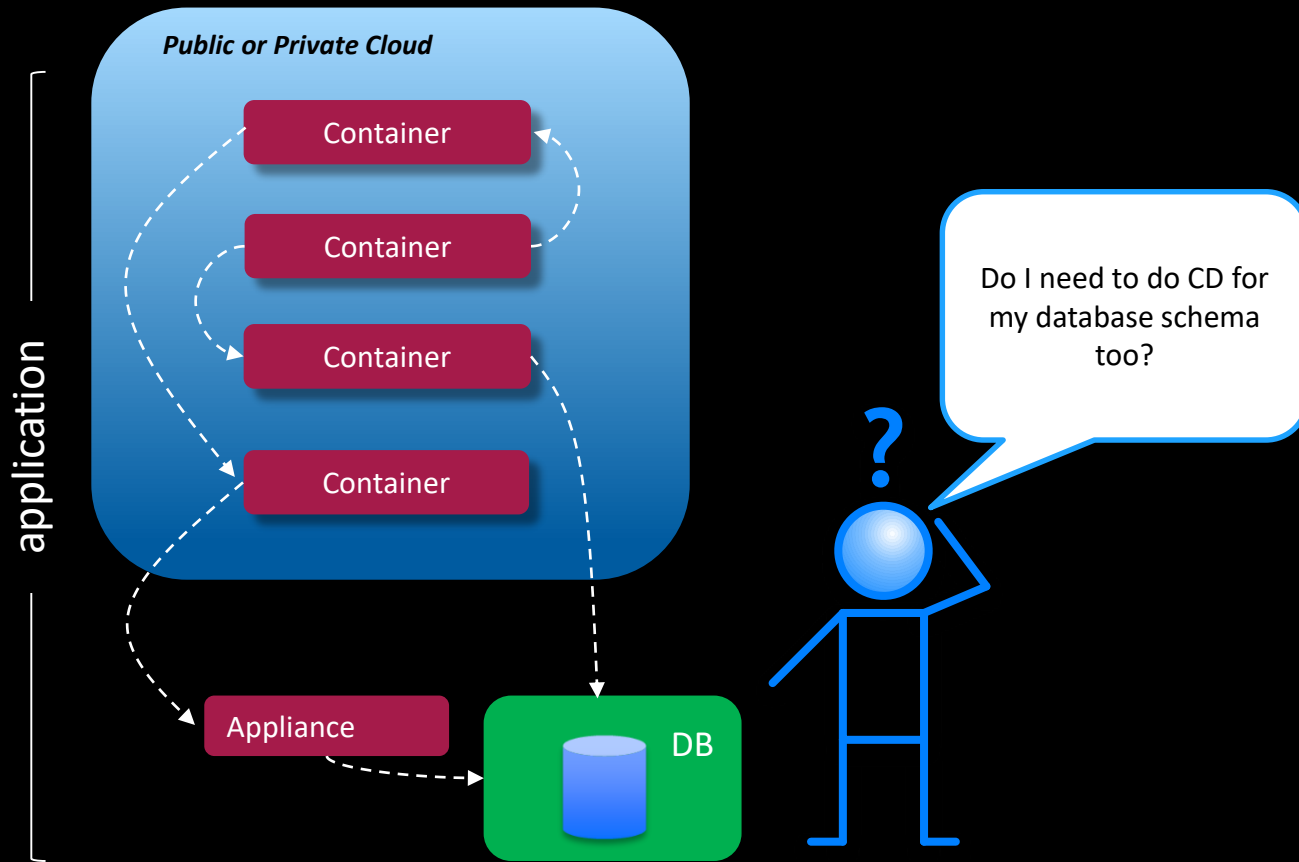 Public or Private Cloud
Container
Container
Container
Container
application
Appliance
DB
?
Do I need to do CD for
my database schema
too?